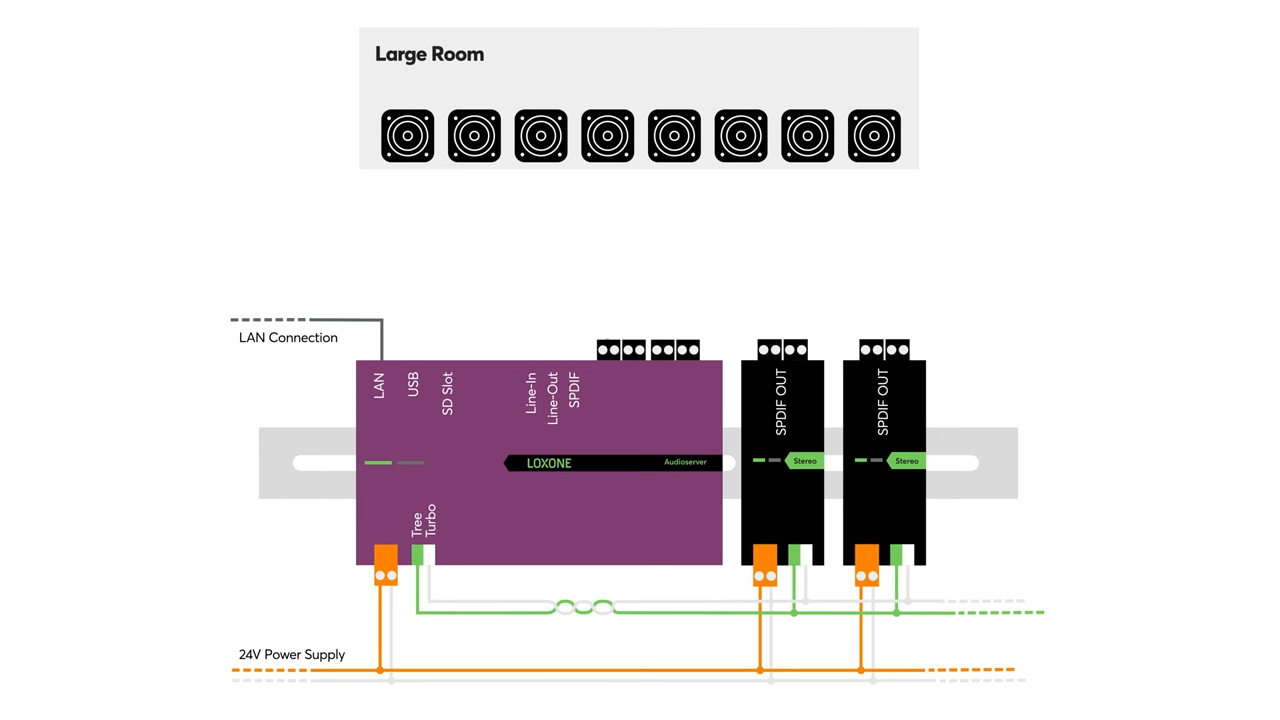 Large Room
LAN Connection
LAN
USB
SD Slot
Line-In
Line-Out
SPDIF
SPDIF OUT
SPDIF OUT
LOXONE
Audioserver
Stereo
Stereo
Tree
Turbo
24V Power Supply